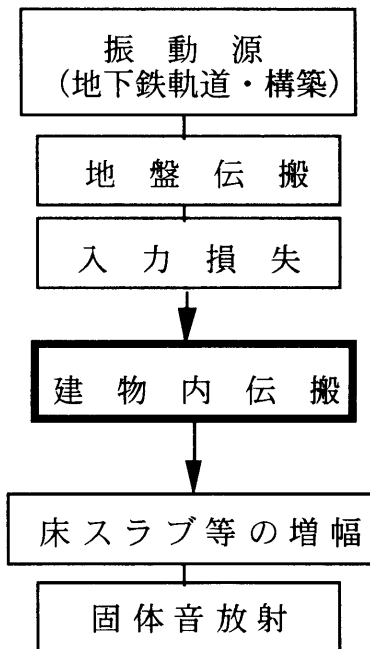 振動源
(地下鉄軌道・構築)
地盤伝搬
入力損失
建物内伝搬
床スラブ等の増幅
固体音放射